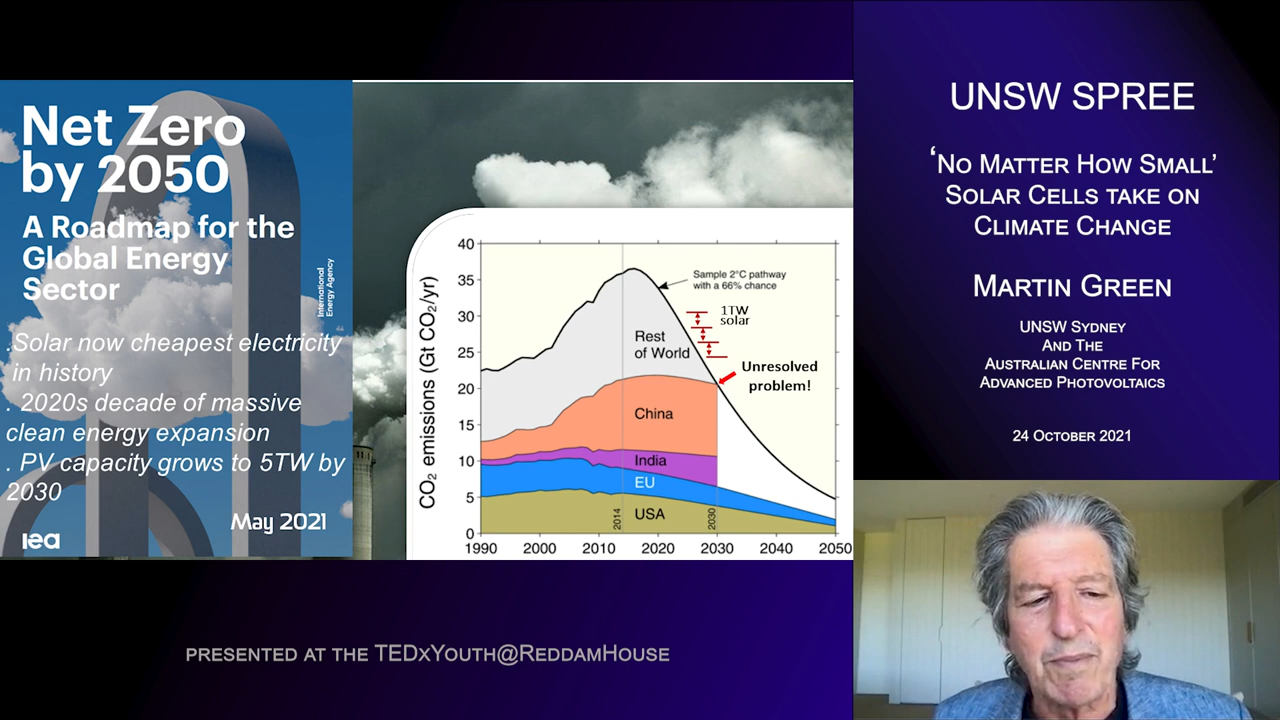 Net Zero
by 2050
A Roadmap for the
Global Energy
Sector
International
Energy Agency
.Solar now cheapest electricity
in history
. 2020s decade of massive
clean energy expansion
. PV capacity grows to 5TW by
2030
May 2021
iea
CO₂ emissions (Gt CO₂/yr)
40
35
30
25
20
15
10
5
0
1990
2000
2010
2020
2030
2040
2050
Sample 2°C pathway
with a 66% chance
1TW
solar
Rest
of World
Unresolved
problem!
China
India
EU
USA
2014
2030
PRESENTED AT THE TEDxYOUTH@REDDAMHOUSE
UNSW SPREE
‘NO MATTER HOW SMALL’
SOLAR CELLS TAKE ON
CLIMATE CHANGE
MARTIN GREEN
UNSW SYDNEY
AND THE
AUSTRALIAN CENTRE FOR
ADVANCED PHOTOVOLTAICS
24 OCTOBER 2021